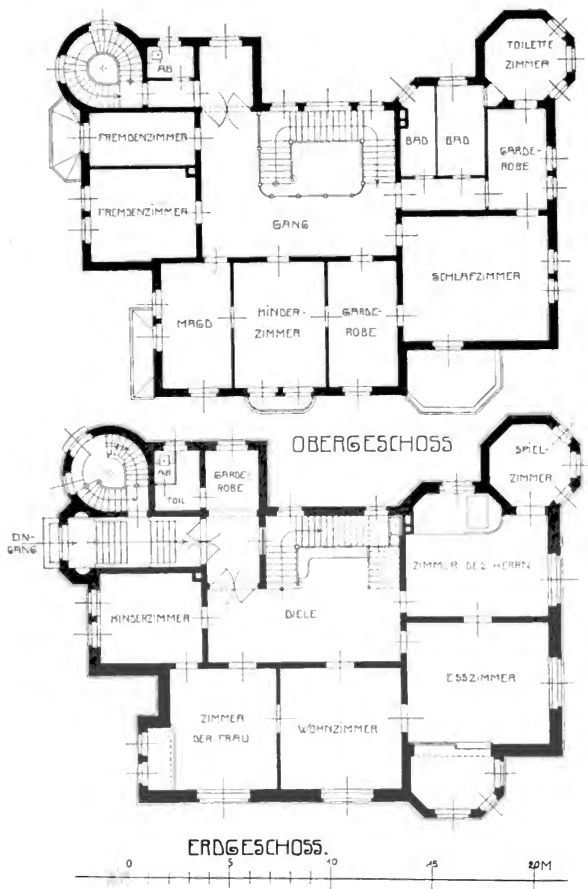 TOILETTE
ZIMMER
AB
BAD
BAD
GARDE-
ROBE
FREMDENZIMMER
FREMDENZIMMER
GANG
SCHLAFZIMMER
MAGD
KINDER-
ZIMMER
GARDE-
ROBE
OBERGESCHOSS
SPIEL-
ZIMMER
AB
TOIL
GARDE-
ROBE
EIN-
GANG
ZIMMER DES HERRN
KINDERZIMMER
DIELE
ESSZIMMER
ZIMMER
DER FRAU
WOHNZIMMER
ERDGESCHOSS.
0 5 10 15 20M